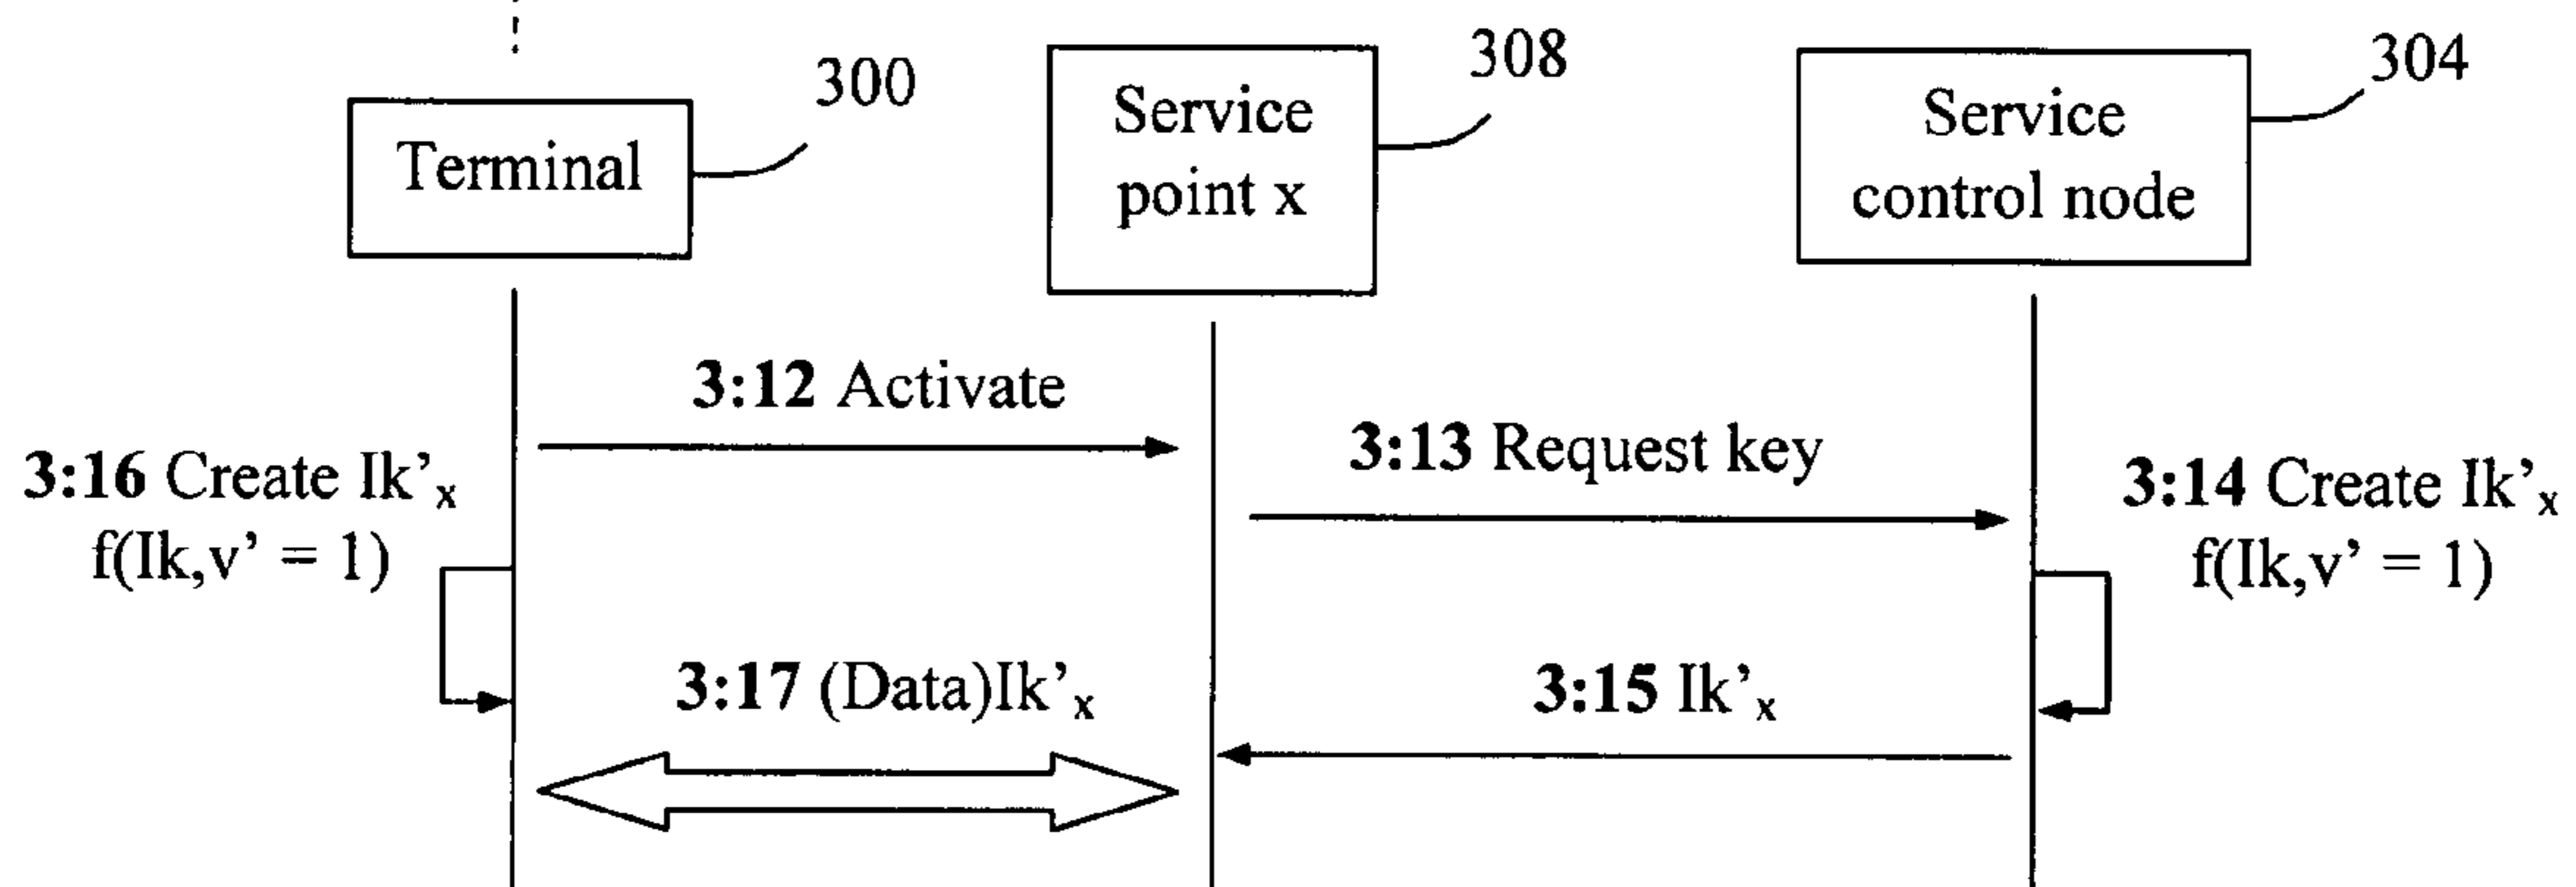 300
308
304
Terminal
Service
point x
Service
control node
3:12 Activate
3:13 Request key
3:16 Create Ik’x
f(Ik,v’ = 1)
3:14 Create Ik’x
f(Ik,v’ = 1)
3:17 (Data)Ik’x
3:15 Ik’x